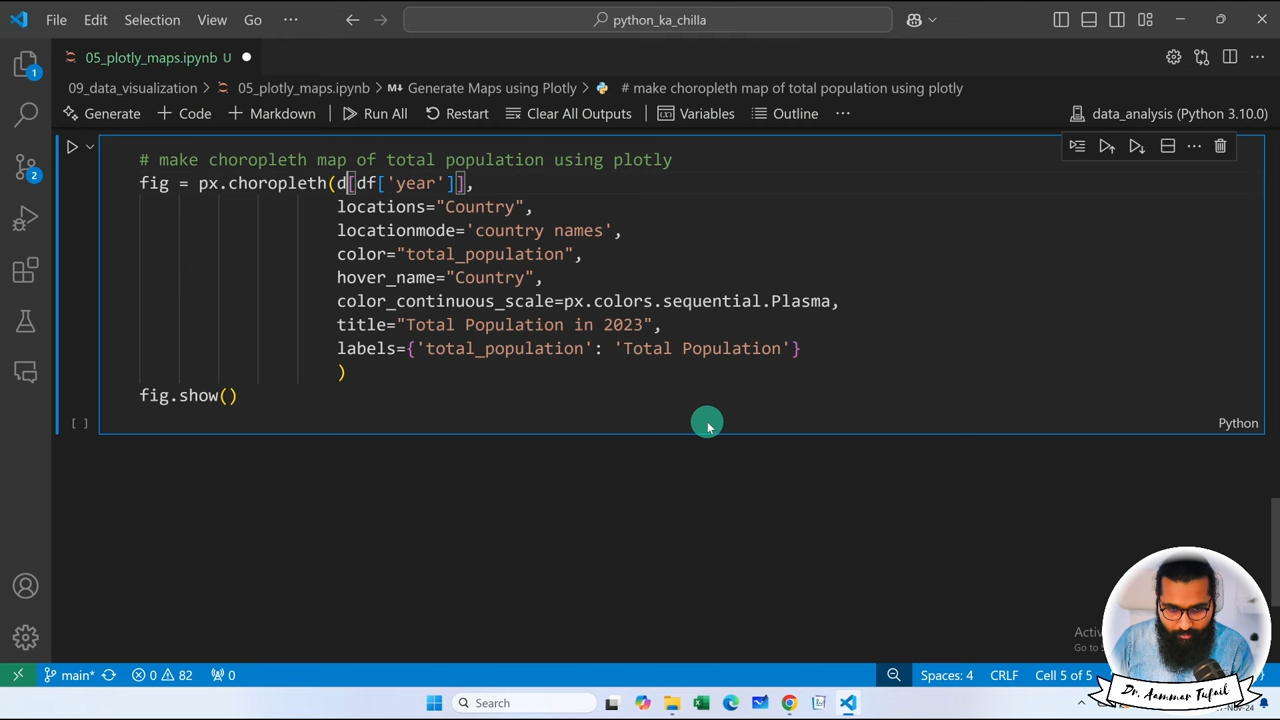 File Edit Selection View Go ··· python_ka_chilla
05_plotly_maps.ipynb U
09_data_visualization > 05_plotly_maps.ipynb > Generate Maps using Plotly > # make choropleth map of total population using plotly
Generate + Code + Markdown Run All Restart Clear All Outputs Variables Outline ··· data_analysis (Python 3.10.0)
# make choropleth map of total population using plotly
fig = px.choropleth(d[df['year']],
locations="Country",
locationmode='country names',
color="total_population",
hover_name="Country",
color_continuous_scale=px.colors.sequential.Plasma,
title="Total Population in 2023",
labels={'total_population': 'Total Population'}
)
fig.show()
[ ] Python
1
2
main* 0 82 0 Spaces: 4 CRLF Cell 5 of 5
Search
Dr. Aammar Tufail